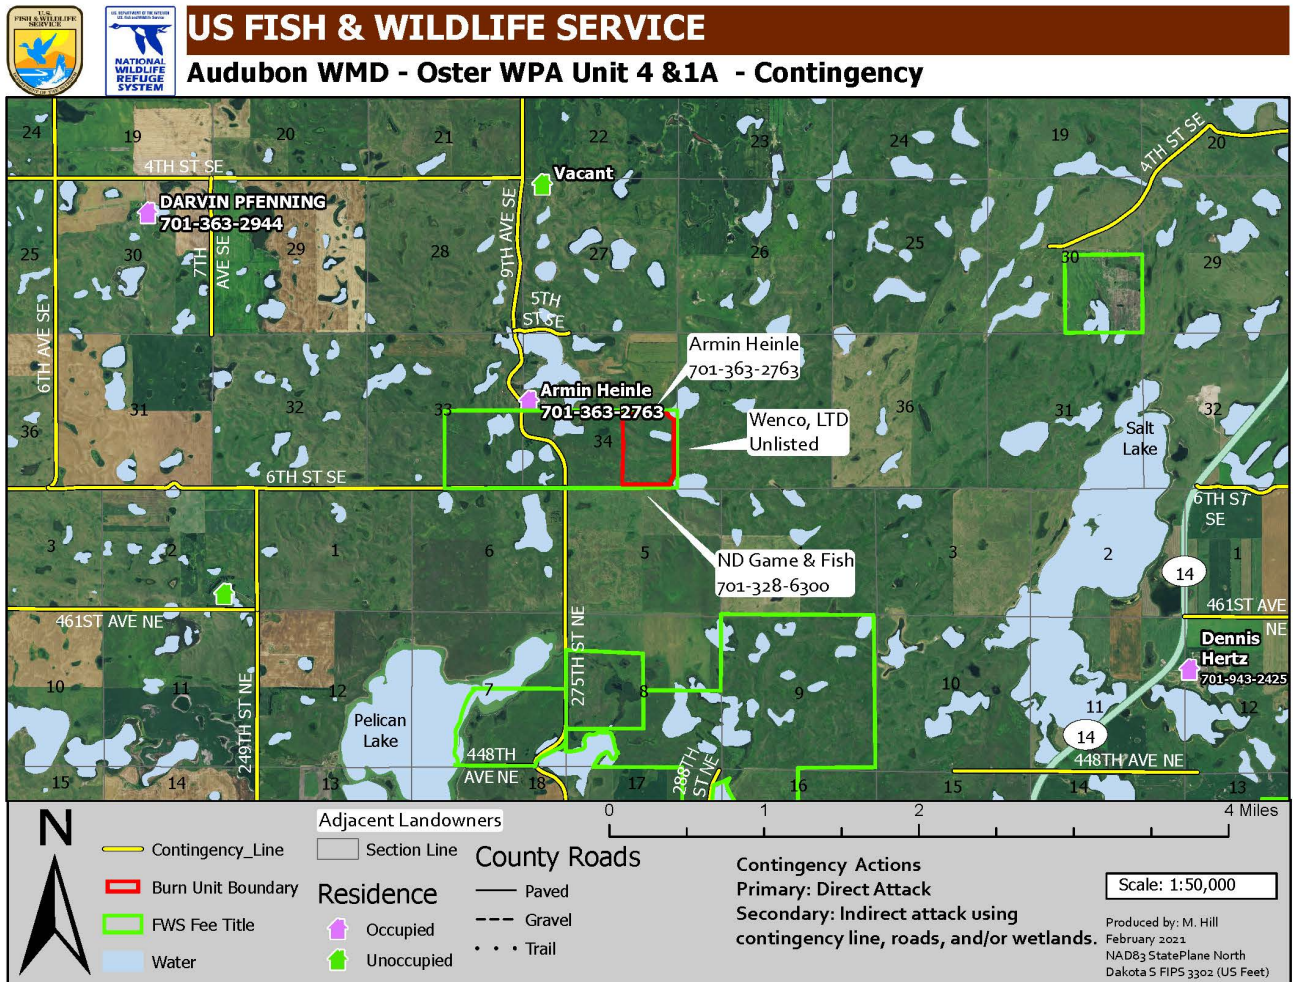 U.S.
FISH & WILDLIFE
SERVICE
NATIONAL
WILDLIFE
REFUGE
SYSTEM
US FISH & WILDLIFE SERVICE
Audubon WMD - Oster WPA Unit 4 &1A  - Contingency
24
19
20
21
22
23
24
19
20
4TH ST SE
4TH ST SE
Vacant
DARVIN PFENNING
701-363-2944
25
30
7TH
AVE SE
29
28
9TH AVE SE
27
26
25
30
29
5TH
ST SE
6TH AVE SE
Armin Heinle
701-363-2763
Armin Heinle
701-363-2763
36
31
32
33
34
Wenco, LTD
Unlisted
36
31
32
Salt
Lake
6TH ST SE
6TH ST
SE
3
2
1
6
5
ND Game & Fish
701-328-6300
3
2
1
14
461ST AVE NE
461ST AVE
NE
Dennis
Hertz
701-943-2425
10
11
249TH ST NE
12
Pelican
Lake
7
275TH ST NE
8
9
10
11
12
14
448TH
AVE NE
288TH
ST NE
448TH AVE NE
15
14
13
18
17
16
15
14
13
N
Contingency_Line
Burn Unit Boundary
FWS Fee Title
Water
Adjacent Landowners
Section Line
Residence
Occupied
Unoccupied
County Roads
Paved
Gravel
Trail
0 1 2 4 Miles
Contingency Actions
Primary: Direct Attack
Secondary: Indirect attack using
contingency line, roads, and/or wetlands.
Scale: 1:50,000
Produced by: M. Hill
February 2021
NAD83 StatePlane North
Dakota S FIPS 3302 (US Feet)